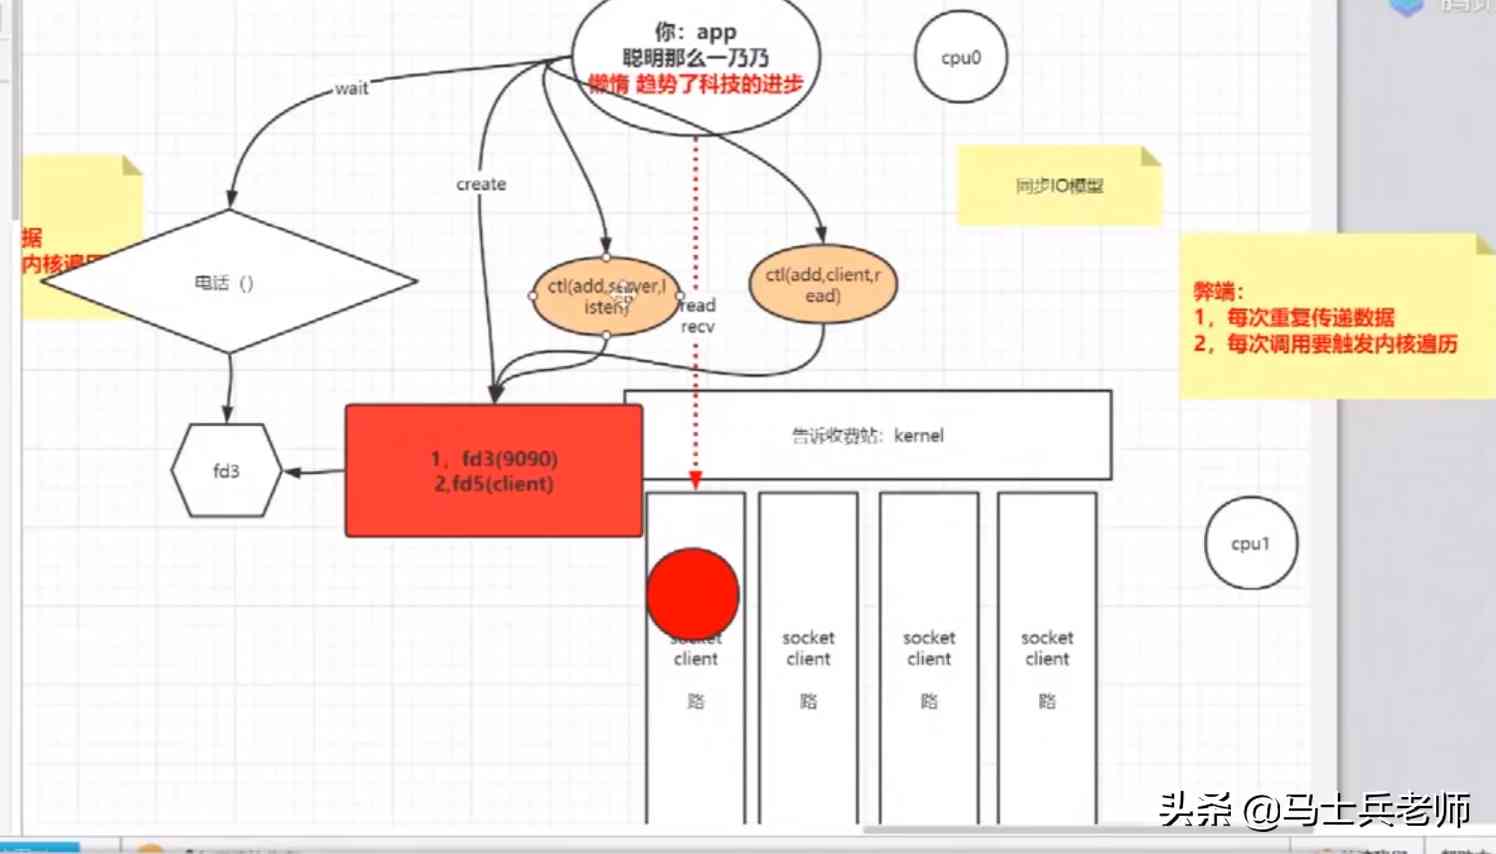 你：app
聪明那么一乃乃
懒惰 趋势了科技的进步
cpu0
wait
create
同步IO模型
据
内核遍历
电话（）
ctl(add,server,l
isten)
read
recv
ctl(add,client,r
ead)
弊端：
1，每次重复传递数据
2，每次调用要触发内核遍历
告诉收费站：kernel
fd3
1，fd3(9090)
2,fd5(client)
cpu1
socket
client
路
socket
client
路
socket
client
路
socket
client
路
头条 @马士兵老师